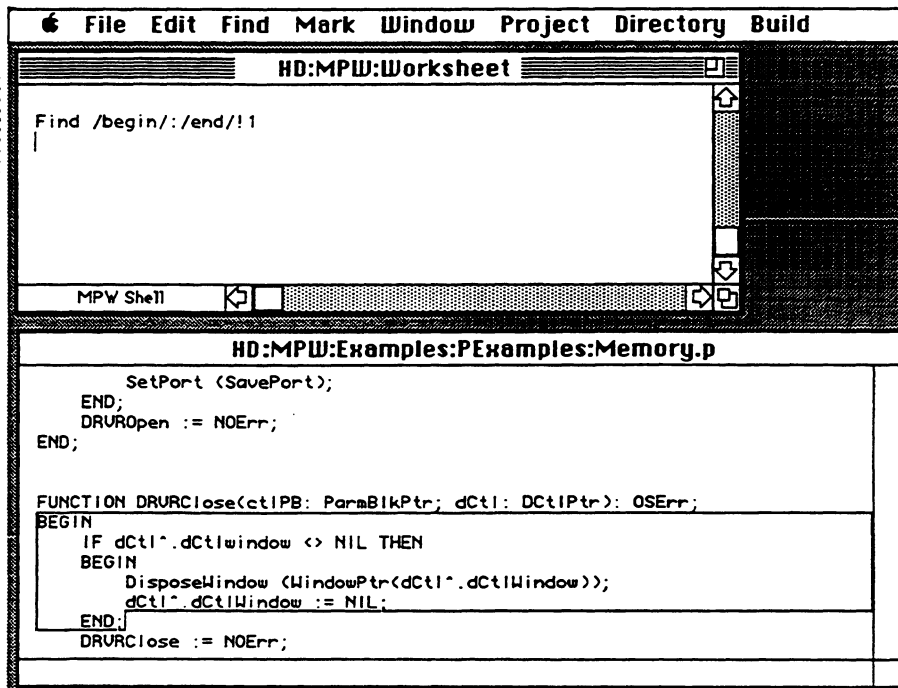 File Edit Find Mark Window Project Directory Build
HD:MPW:Worksheet
Find /begin/:/end/!1
MPW Shell
HD:MPW:Examples:PExamples:Memory.p
SetPort (SavePort);
END;
DRVROpen := NOErr;
END;
FUNCTION DRVRClose(ctlPB: ParmBlkPtr; dCtl: DCtlPtr): OSErr;
BEGIN
IF dCtl^.dCtlwindow <> NIL THEN
BEGIN
DisposeWindow (WindowPtr(dCtl^.dCtlWindow));
dCtl^.dCtlWindow := NIL;
END;
DRVRClose := NOErr;